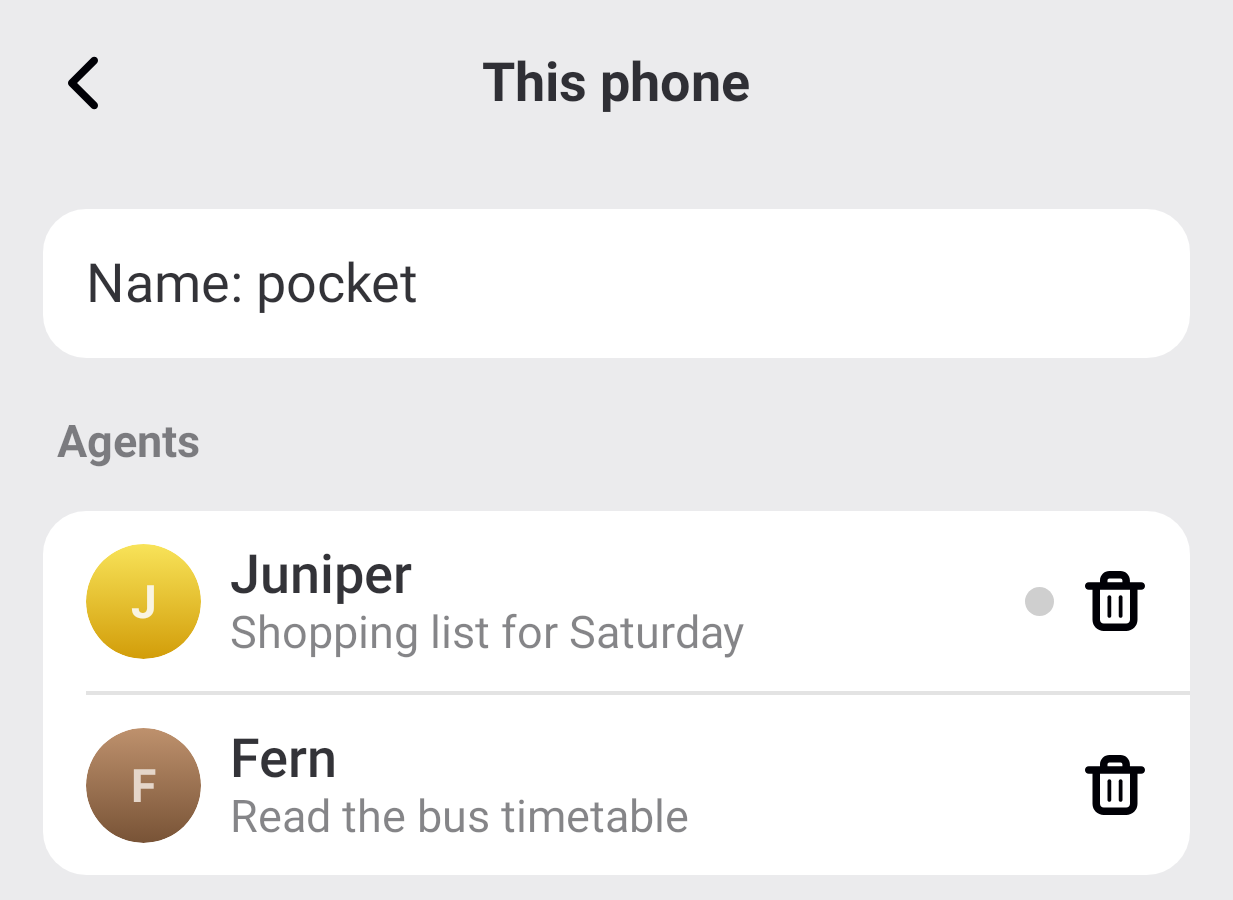 This phone
Name: pocket
Agents
J
Juniper
Shopping list for Saturday
F
Fern
Read the bus timetable